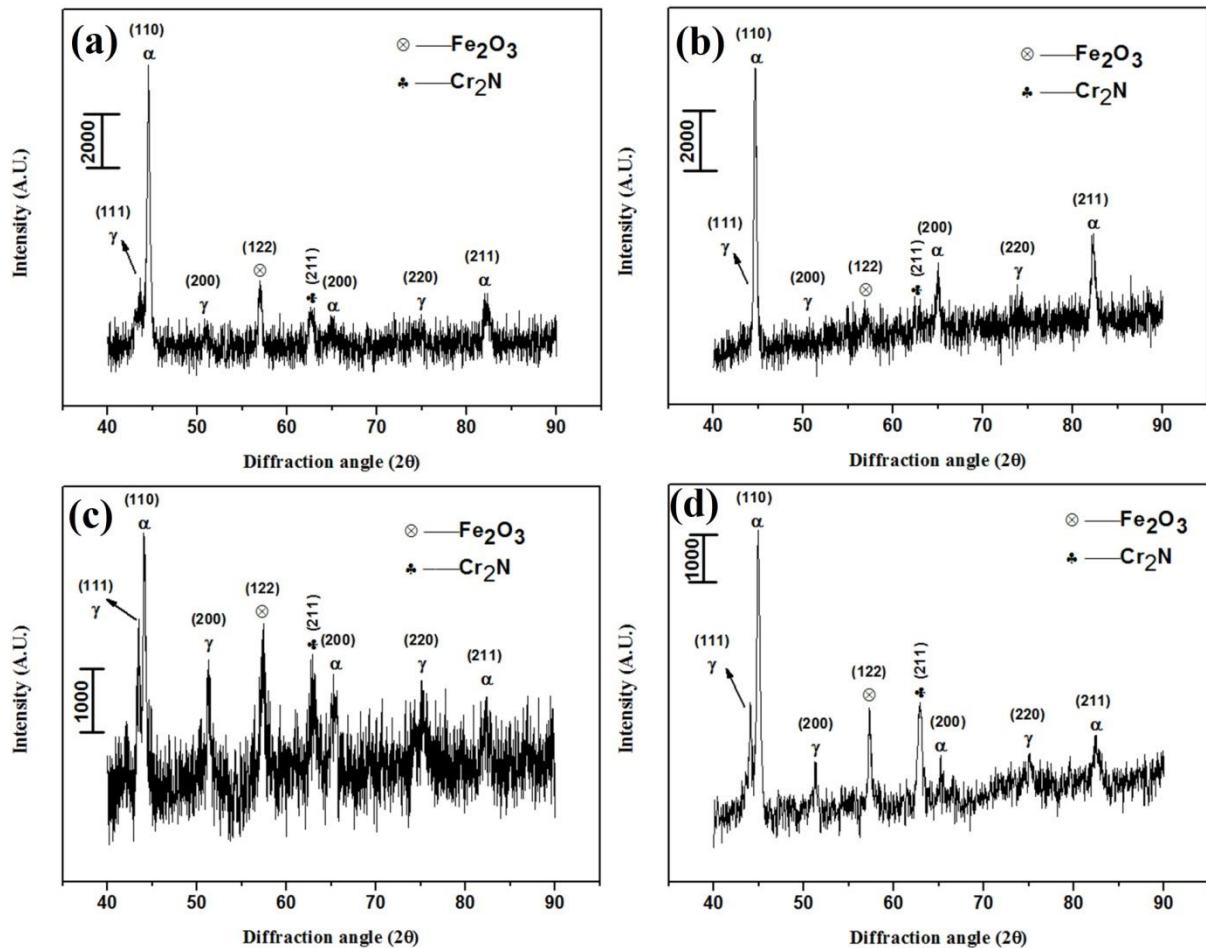 (a)
(110)
α
⊗ —Fe₂O₃
♣ —Cr₂N
2000
(111)
γ
(200)
γ
(122)
⊗
♣ (211)
(200)
α
(220)
γ
(211)
α
Intensity (A.U.)
40 50 60 70 80 90
Diffraction angle (2θ)
(b)
(110)
α
⊗ —Fe₂O₃
♣ —Cr₂N
2000
(111)
γ
(200)
γ
(122)
⊗
♣ (211)
(200)
α
(220)
γ
(211)
α
Intensity (A.U.)
40 50 60 70 80 90
Diffraction angle (2θ)
(c)
(110)
α
⊗ —Fe₂O₃
♣ —Cr₂N
(111)
γ
1000
(200)
γ
(122)
⊗
♣ (211)
(200)
α
(220)
γ
(211)
α
Intensity (A.U.)
40 50 60 70 80 90
Diffraction angle (2θ)
(d)
(110)
α
⊗ —Fe₂O₃
♣ —Cr₂N
1000
(111)
γ
(200)
γ
(122)
⊗
♣ (211)
(200)
α
(220)
γ
(211)
α
Intensity (A.U.)
40 50 60 70 80 90
Diffraction angle (2θ)